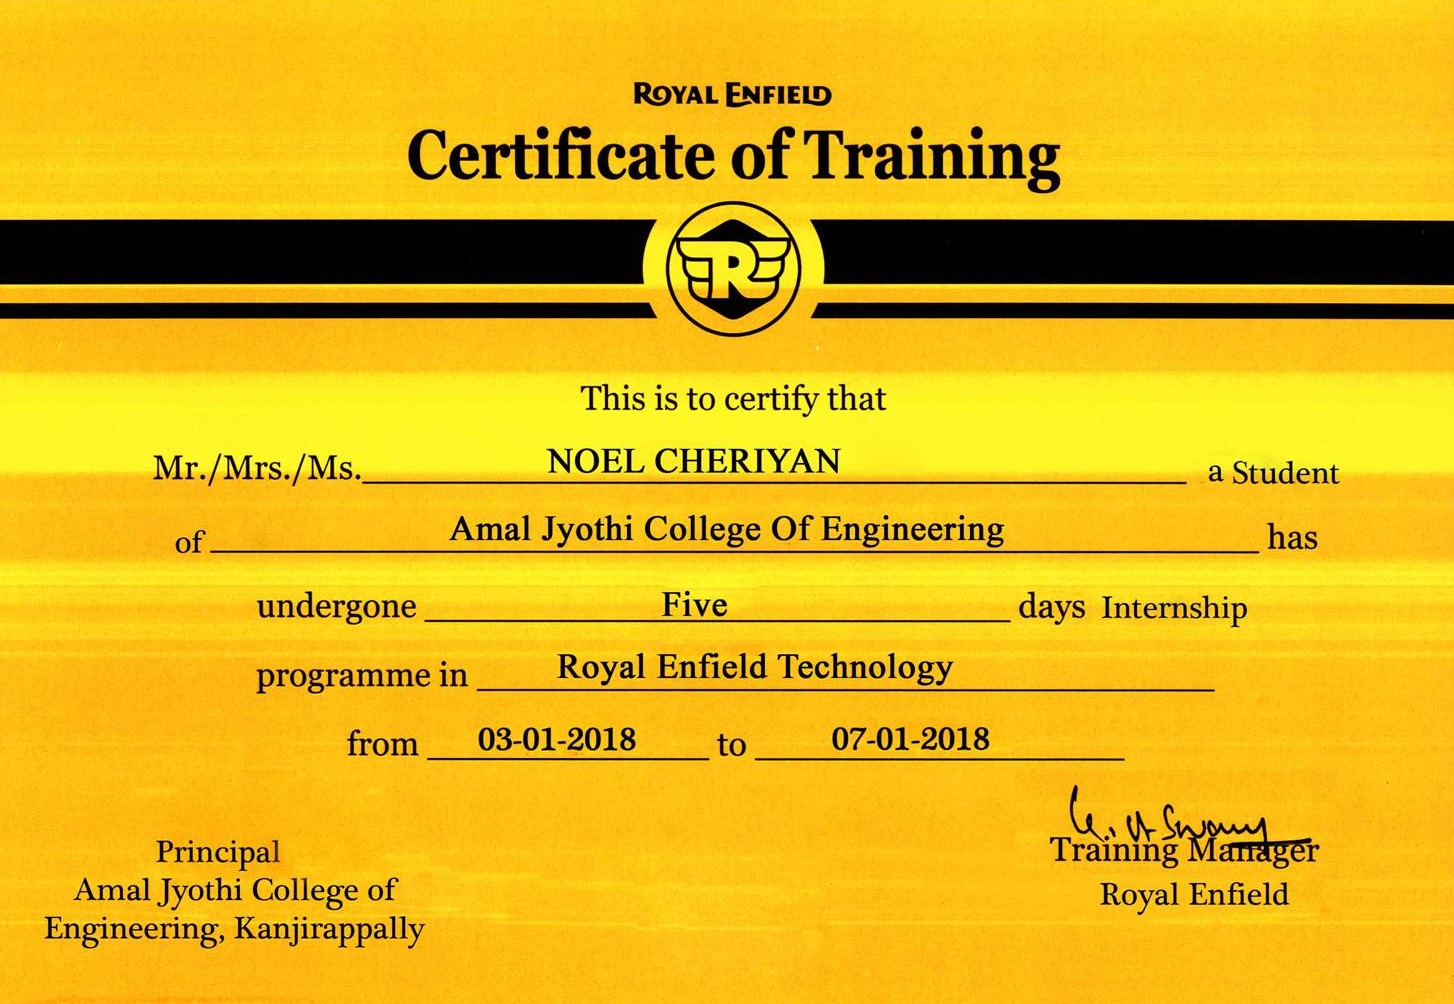 ROYAL ENFIELD
Certificate of Training
R
This is to certify that
Mr./Mrs./Ms. NOEL CHERIYAN a Student
of Amal Jyothi College Of Engineering has
undergone Five days Internship
programme in Royal Enfield Technology
from 03-01-2018 to 07-01-2018
Principal
Amal Jyothi College of
Engineering, Kanjirappally
Training Manager
Royal Enfield